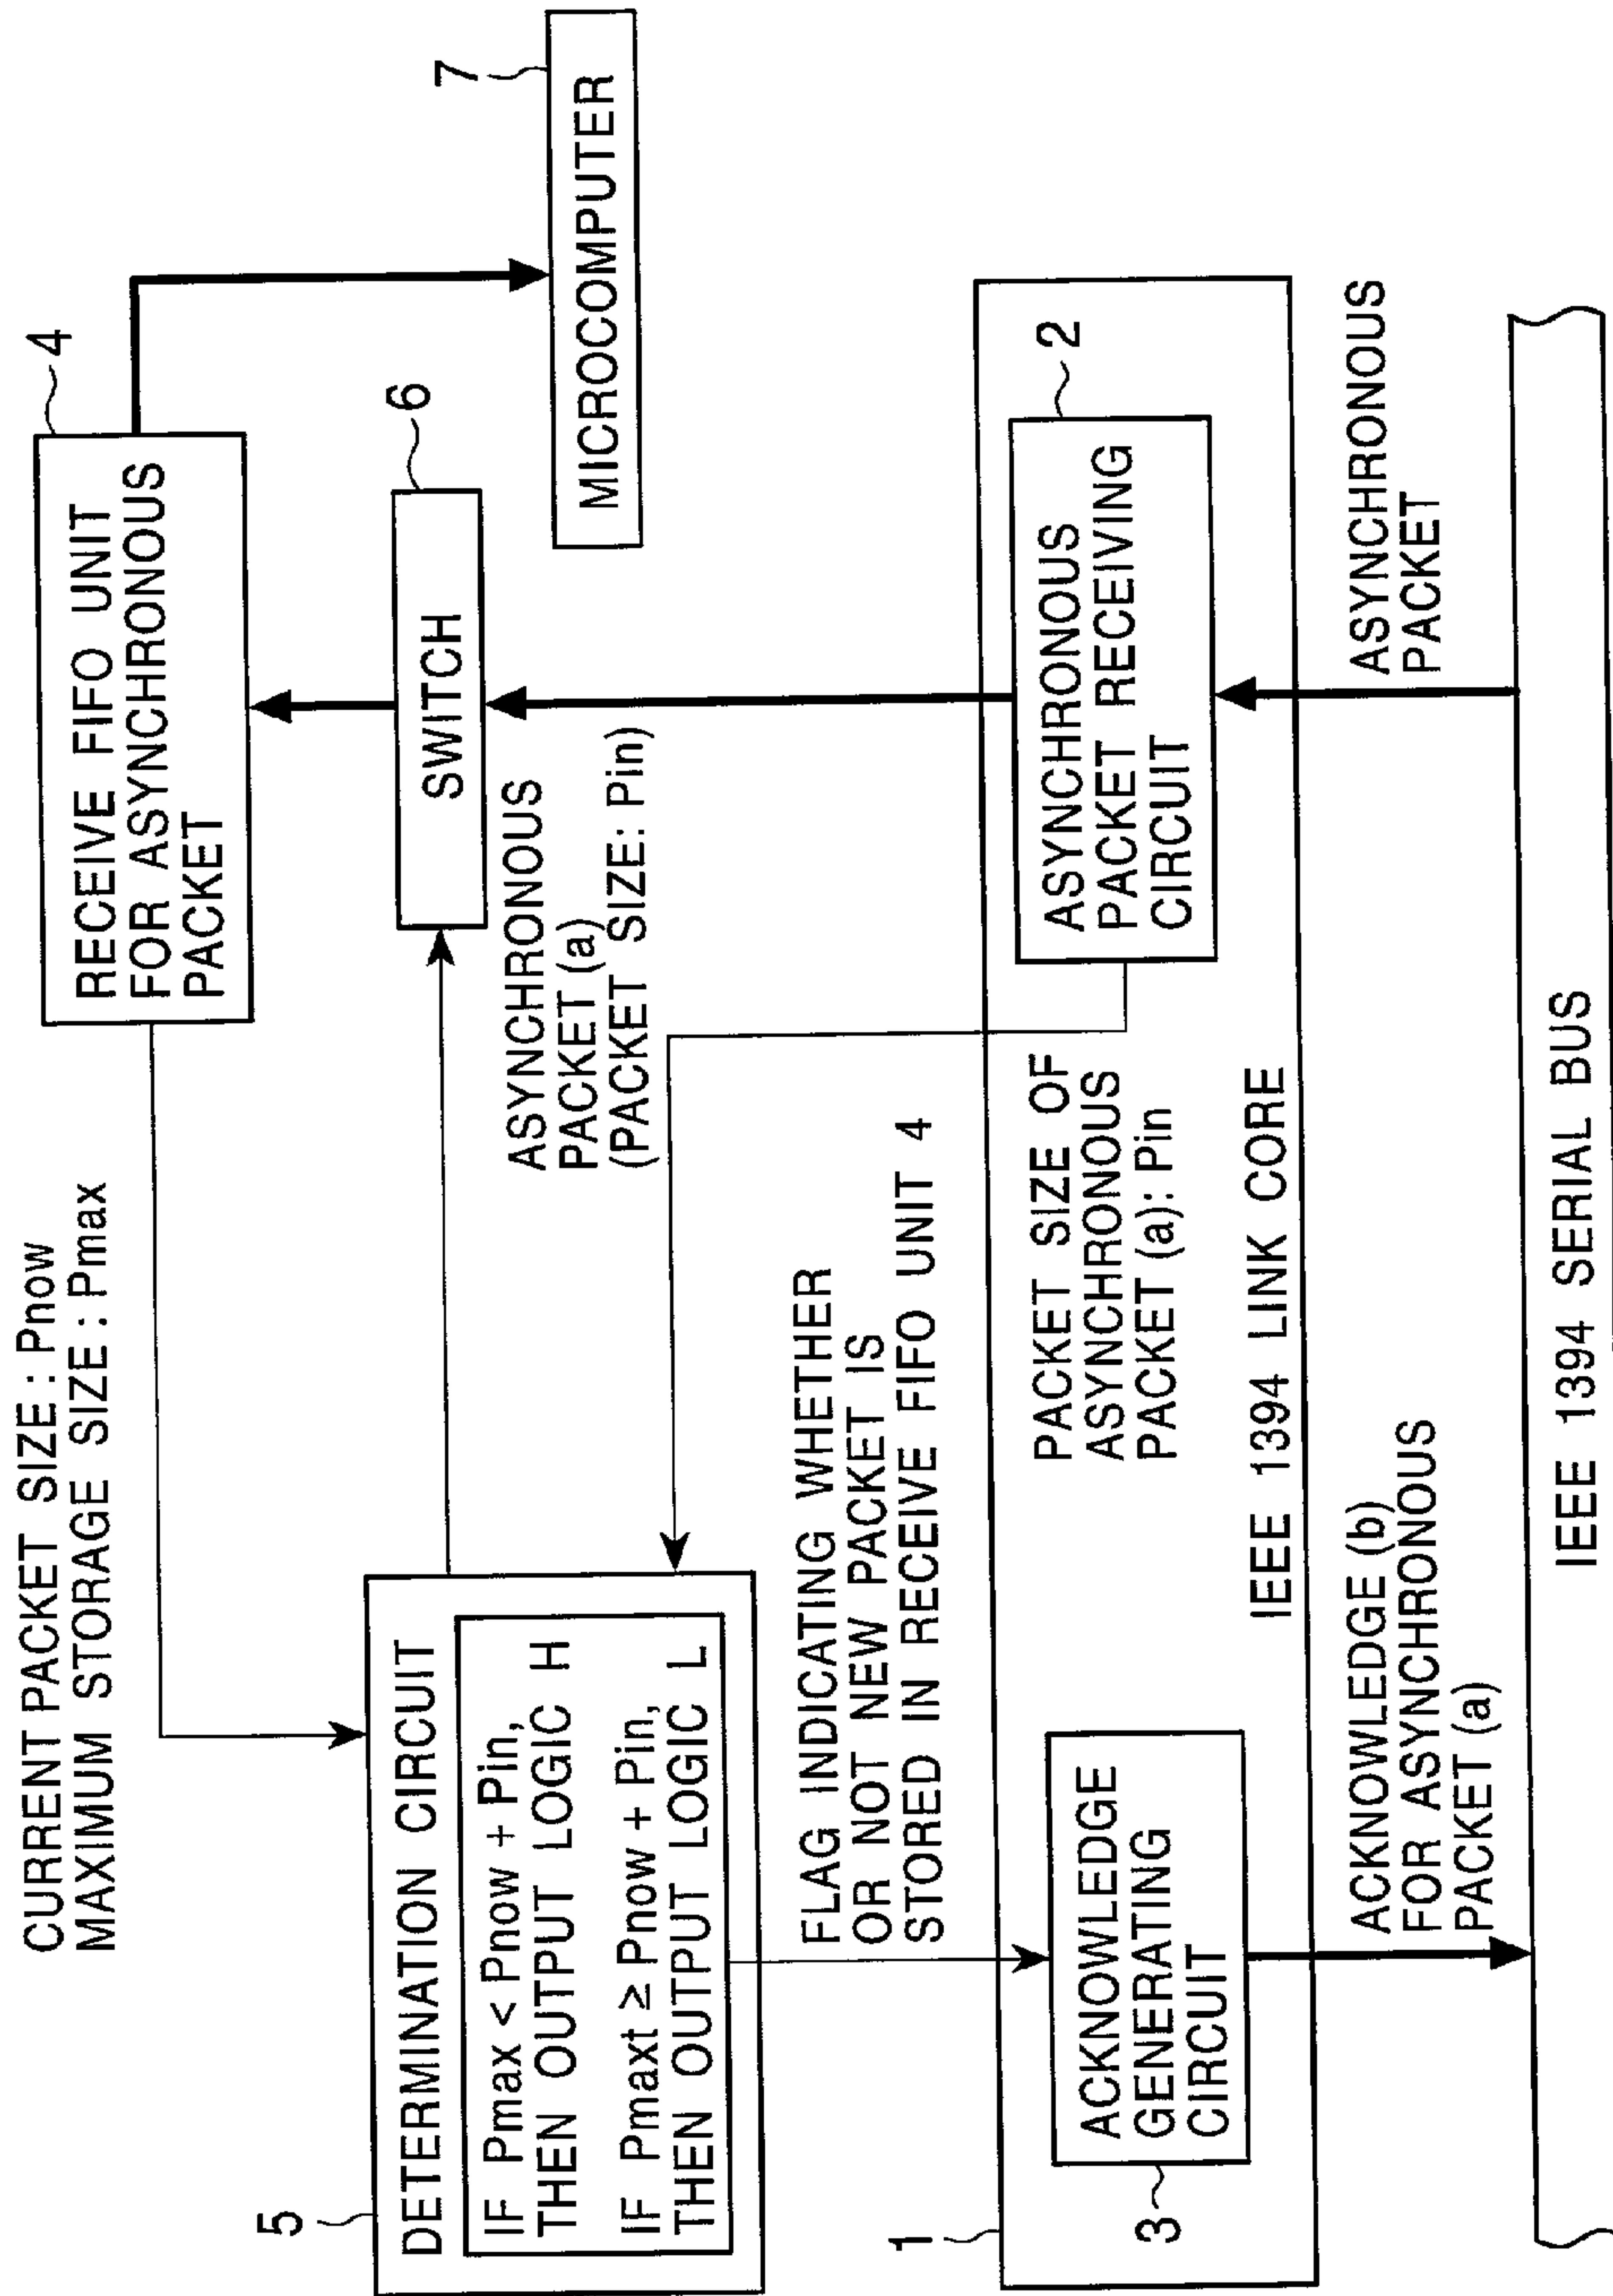 CURRENT PACKET SIZE : Pnow
MAXIMUM STORAGE SIZE : Pmax
4
RECEIVE FIFO UNIT
FOR ASYNCHRONOUS
PACKET
5
DETERMINATION CIRCUIT
IF Pmax < Pnow + Pin,
THEN OUTPUT LOGIC H
IF Pmaxt ≥ Pnow + Pin,
THEN OUTPUT LOGIC L
6
SWITCH
7
MICROCOMPUTER
ASYNCHRONOUS
PACKET (a)
(PACKET SIZE: Pin)
FLAG INDICATING WHETHER
OR NOT NEW PACKET IS
STORED IN RECEIVE FIFO UNIT 4
1
3
ACKNOWLEDGE
GENERATING
CIRCUIT
PACKET SIZE OF
ASYNCHRONOUS
PACKET (a): Pin
2
ASYNCHRONOUS
PACKET RECEIVING
CIRCUIT
IEEE 1394 LINK CORE
ACKNOWLEDGE (b)
FOR ASYNCHRONOUS
PACKET (a)
ASYNCHRONOUS
PACKET
IEEE 1394 SERIAL BUS